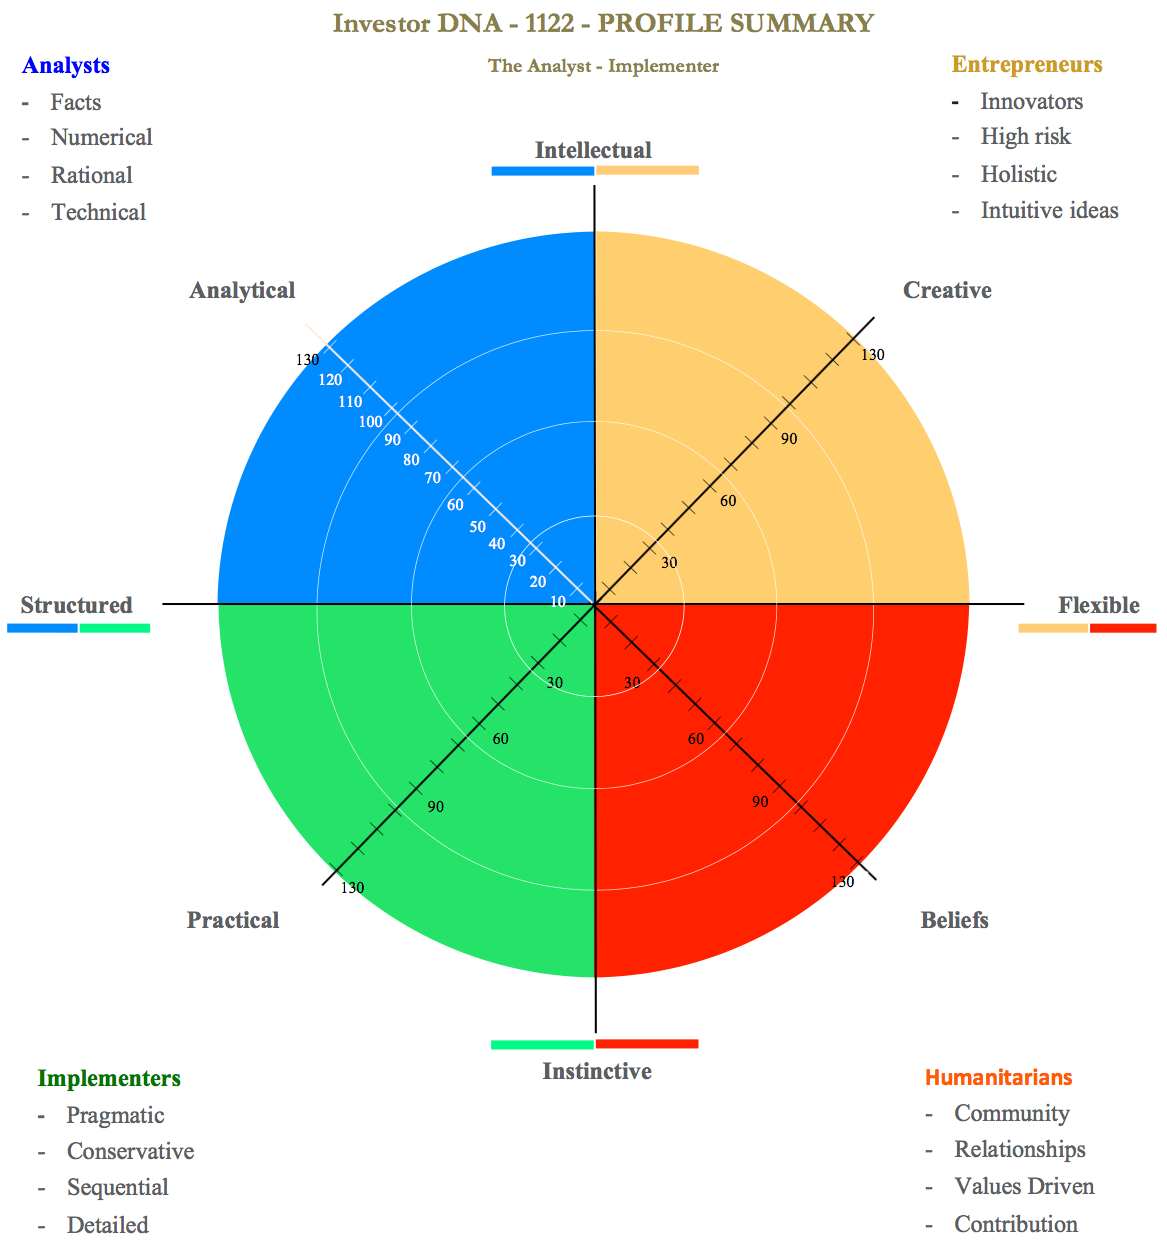 Investor DNA - 1122 - PROFILE SUMMARY
The Analyst - Implementer
Analysts
- Facts
- Numerical
- Rational
- Technical
Entrepreneurs
- Innovators
- High risk
- Holistic
- Intuitive ideas
Intellectual
Analytical
Creative
130
120
110
100
90
80
70
60
50
40
30
20
10
130
90
60
30
Structured
Flexible
30
60
90
130
30
60
90
130
Practical
Beliefs
Instinctive
Implementers
- Pragmatic
- Conservative
- Sequential
- Detailed
Humanitarians
- Community
- Relationships
- Values Driven
- Contribution